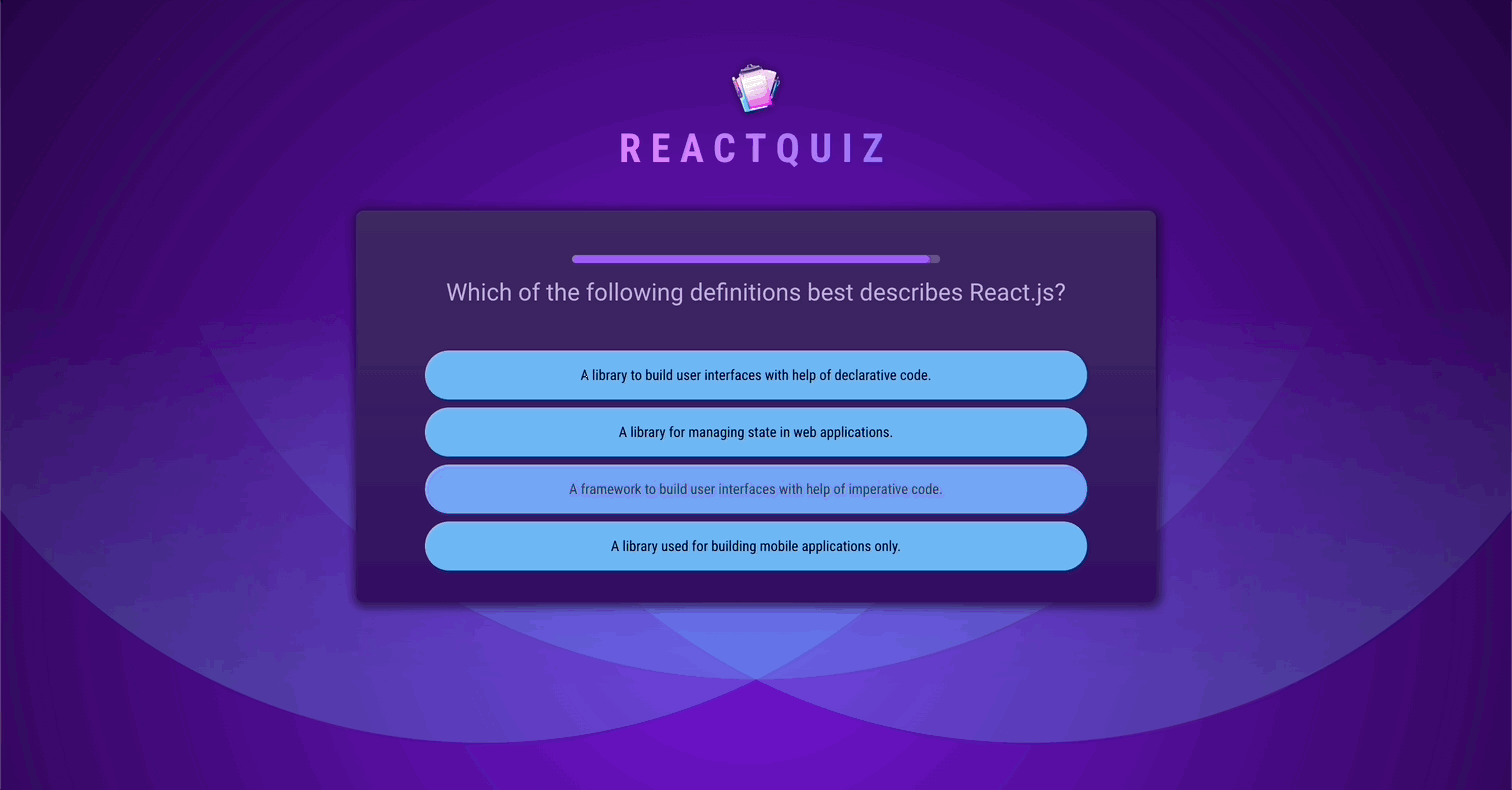 REACTQUIZ
Which of the following definitions best describes React.js?
A library to build user interfaces with help of declarative code.
A library for managing state in web applications.
A framework to build user interfaces with help of imperative code.
A library used for building mobile applications only.